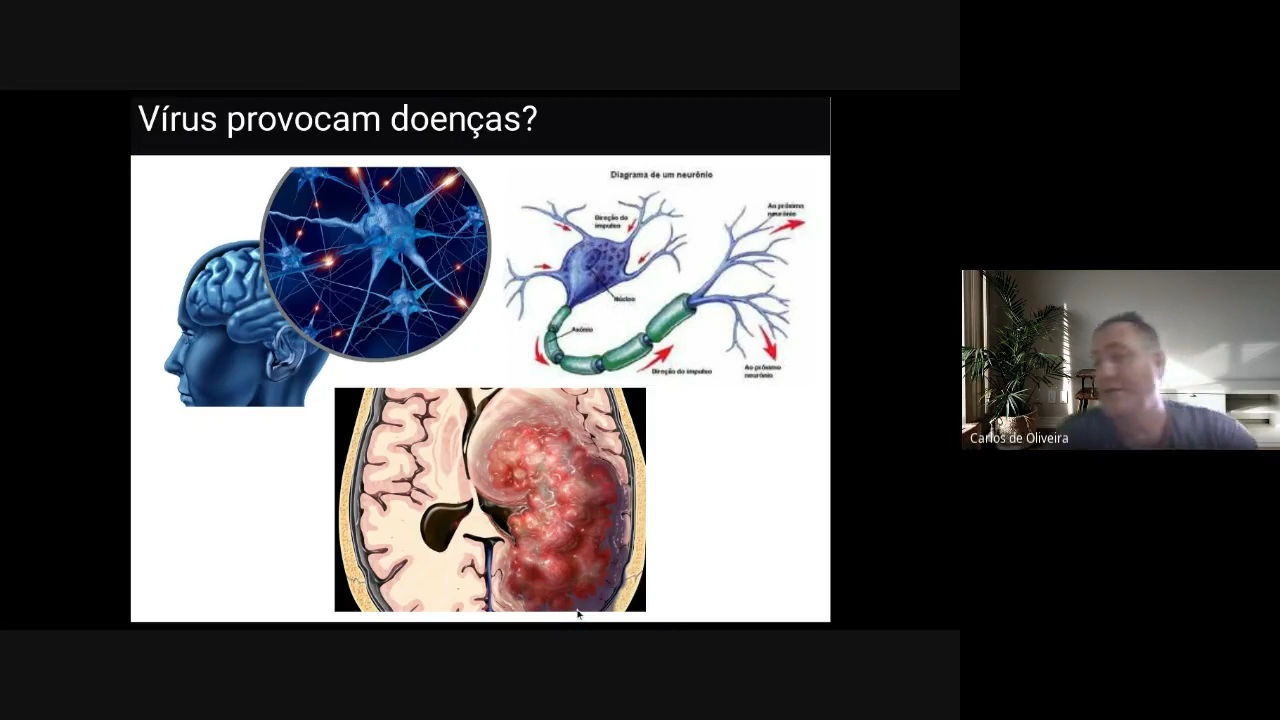 Vírus provocam doenças?
Diagrama de um neurônio
Direção do
impulso
Ao próximo
neurônio
Núcleo
Axônio
Direção do impulso
Ao próximo
neurônio
Carlos de Oliveira